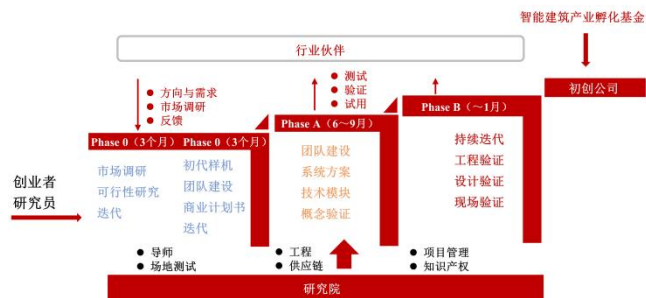 智能建筑产业孵化基金
行业伙伴
方向与需求
市场调研
反馈
测试
验证
试用
初创公司
Phase 0（3个月） Phase 0（3个月）
Phase A（6～9月）
Phase B（～1月）
市场调研
可行性研究
迭代
初代样机
团队建设
商业计划书
迭代
团队建设
系统方案
技术模块
概念验证
持续迭代
工程验证
设计验证
现场验证
创业者
研究员
导师
场地测试
工程
供应链
项目管理
知识产权
研究院